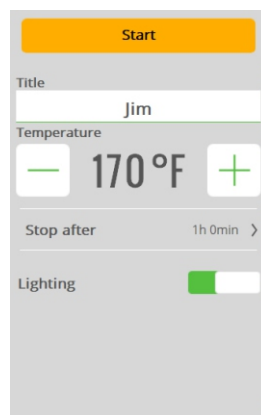 Start
Title
Jim
Temperature
170 °F
Stop after 1h 0min
Lighting